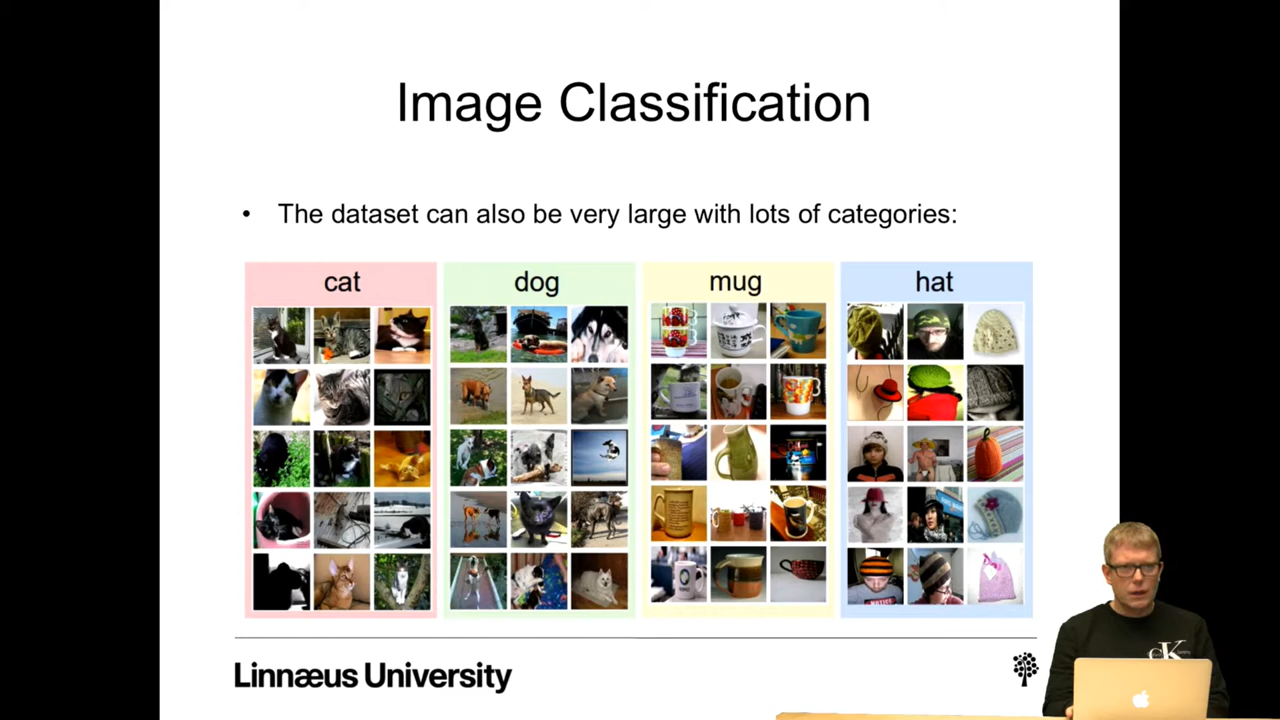 Image Classification
• The dataset can also be very large with lots of categories:
cat dog mug hat
Linnæus University